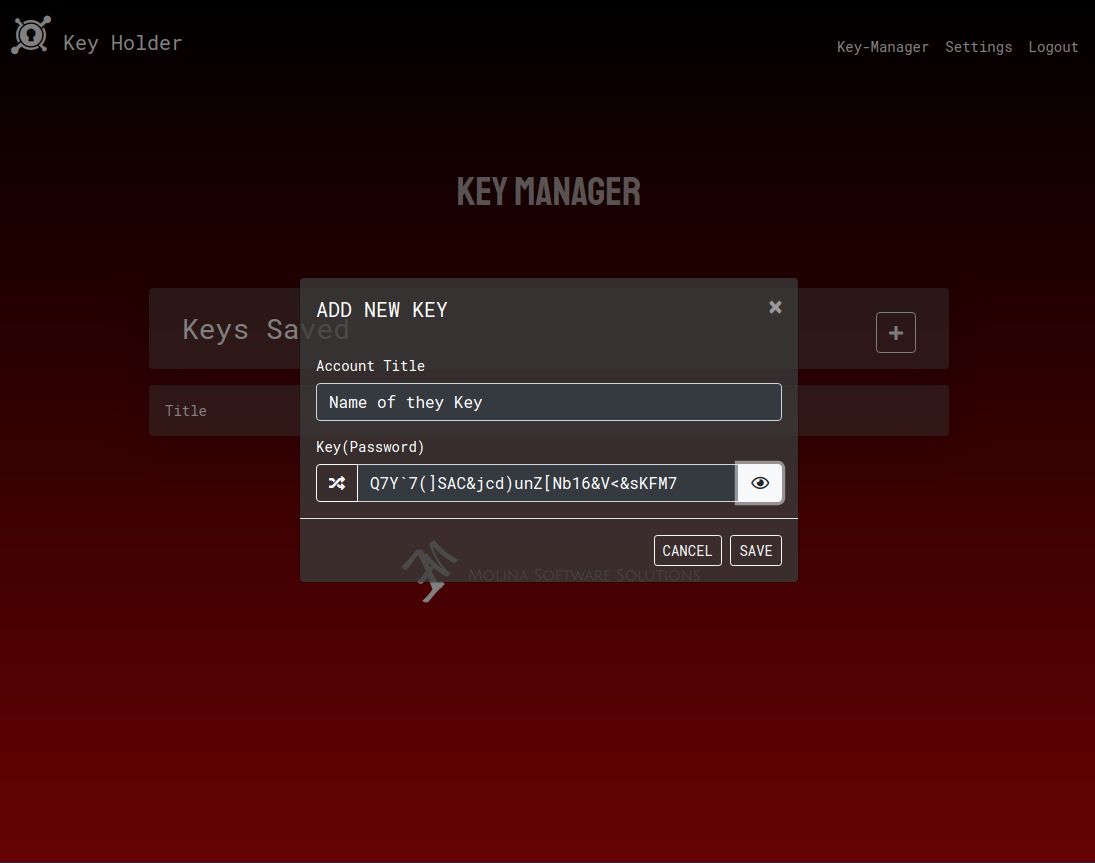 Key Holder
Key-Manager Settings Logout
KEY MANAGER
Keys Saved
ADD NEW KEY
×
+
Account Title
Name of they Key
Title
Key(Password)
Q7Y`7(]SAC&jcd)unZ[Nb16&V<&sKFM7
CANCEL SAVE
Molina Software Solutions